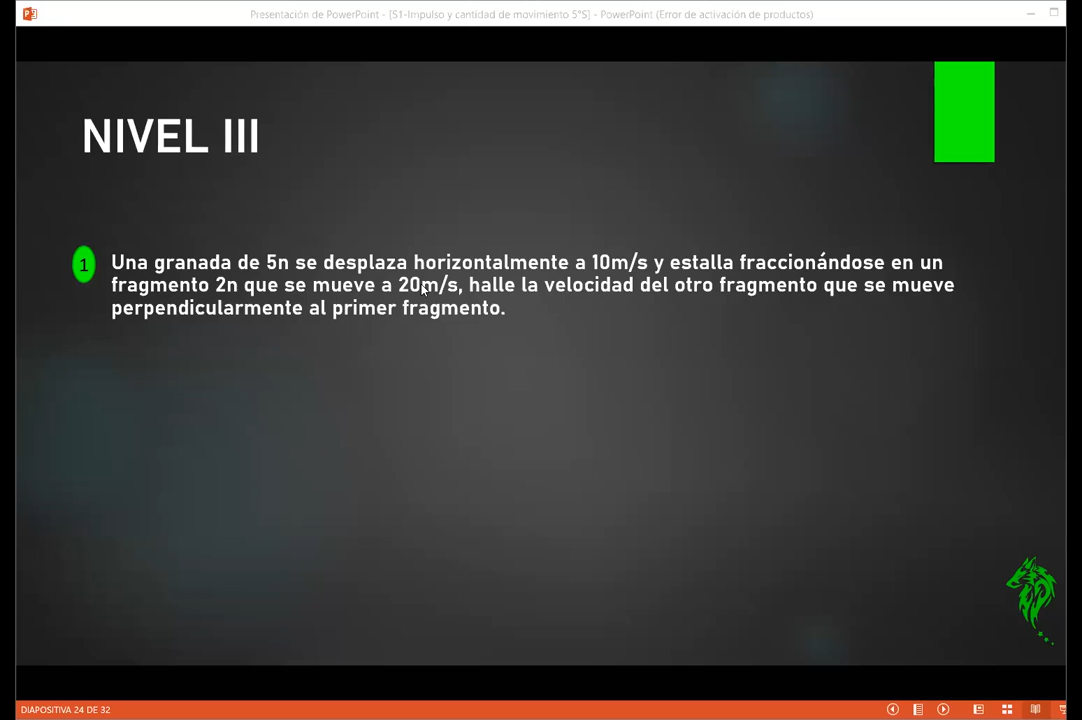 Presentación de PowerPoint - [S1-Impulso y cantidad de movimiento 5°S] - PowerPoint (Error de activación de productos)
NIVEL III
1 Una granada de 5n se desplaza horizontalmente a 10m/s y estalla fraccionándose en un
fragmento 2n que se mueve a 20m/s, halle la velocidad del otro fragmento que se mueve
perpendicularmente al primer fragmento.
DIAPOSITIVA 24 DE 32